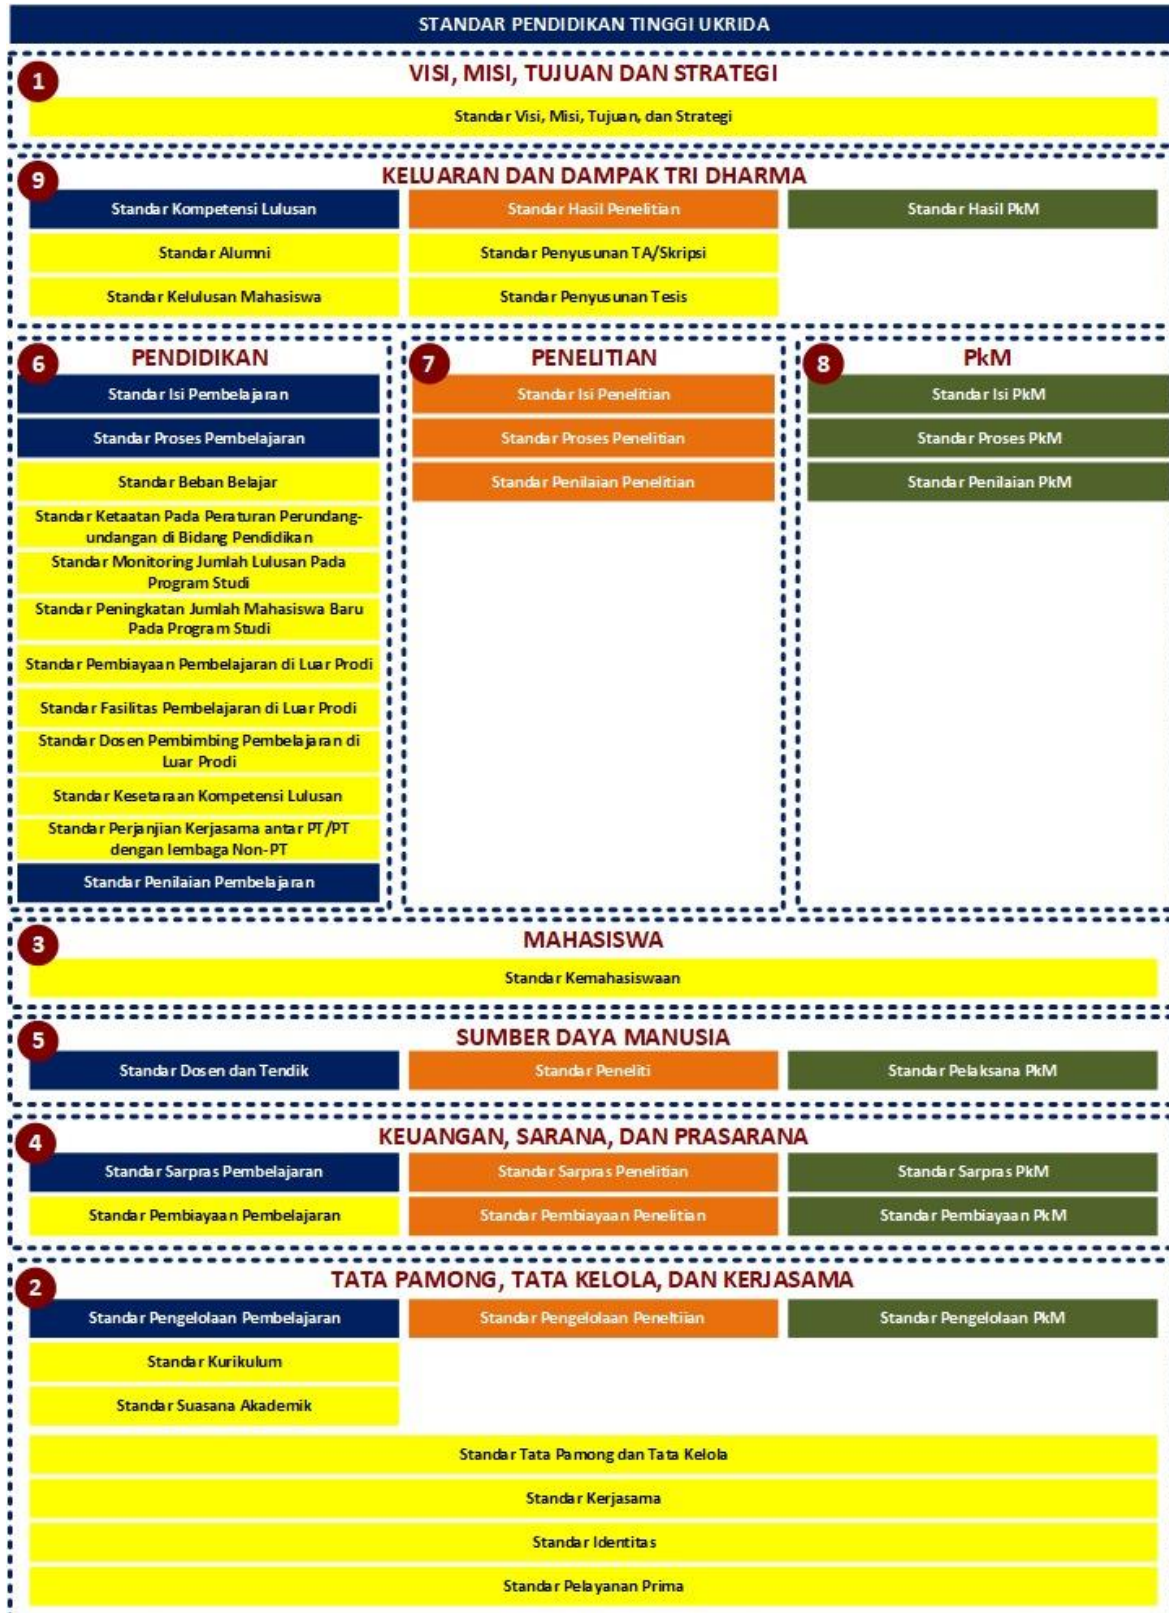 STANDAR PENDIDIKAN TINGGI UKRIDA
1
VISI, MISI, TUJUAN DAN STRATEGI
Standar Visi, Misi, Tujuan, dan Strategi
9
KELUARAN DAN DAMPAK TRI DHARMA
Standar Kompetensi Lulusan
Standar Hasil Penelitian
Standar Hasil PkM
Standar Alumni
Standar Penyusunan TA/Skripsi
Standar Kelulusan Mahasiswa
Standar Penyusunan Tesis
6
PENDIDIKAN
Standar Isi Pembelajaran
Standar Proses Pembelajaran
Standar Beban Belajar
Standar Ketaatan Pada Peraturan Perundang-
undangan di Bidang Pendidikan
Standar Monitoring Jumlah Lulusan Pada
Program Studi
Standar Peningkatan Jumlah Mahasiswa Baru
Pada Program Studi
Standar Pembiayaan Pembelajaran di Luar Prodi
Standar Fasilitas Pembelajaran di Luar Prodi
Standar Dosen Pembimbing Pembelajaran di
Luar Prodi
Standar Kesetaraan Kompetensi Lulusan
Standar Perjanjian Kerjasama antar PT/PT
dengan lembaga Non-PT
Standar Penilaian Pembelajaran
7
PENELITIAN
Standar Isi Penelitian
Standar Proses Penelitian
Standar Penilaian Penelitian
8
PkM
Standar Isi PkM
Standar Proses PkM
Standar Penilaian PkM
3
MAHASISWA
Standar Kemahasiswaan
5
SUMBER DAYA MANUSIA
Standar Dosen dan Tendik
Standar Peneliti
Standar Pelaksana PkM
4
KEUANGAN, SARANA, DAN PRASARANA
Standar Sarpras Pembelajaran
Standar Sarpras Penelitian
Standar Sarpras PkM
Standar Pembiayaan Pembelajaran
Standar Pembiayaan Penelitian
Standar Pembiayaan PkM
2
TATA PAMONG, TATA KELOLA, DAN KERJASAMA
Standar Pengelolaan Pembelajaran
Standar Pengelolaan Peneltiian
Standar Pengelolaan PkM
Standar Kurikulum
Standar Suasana Akademik
Standar Tata Pamong dan Tata Kelola
Standar Kerjasama
Standar Identitas
Standar Pelayanan Prima